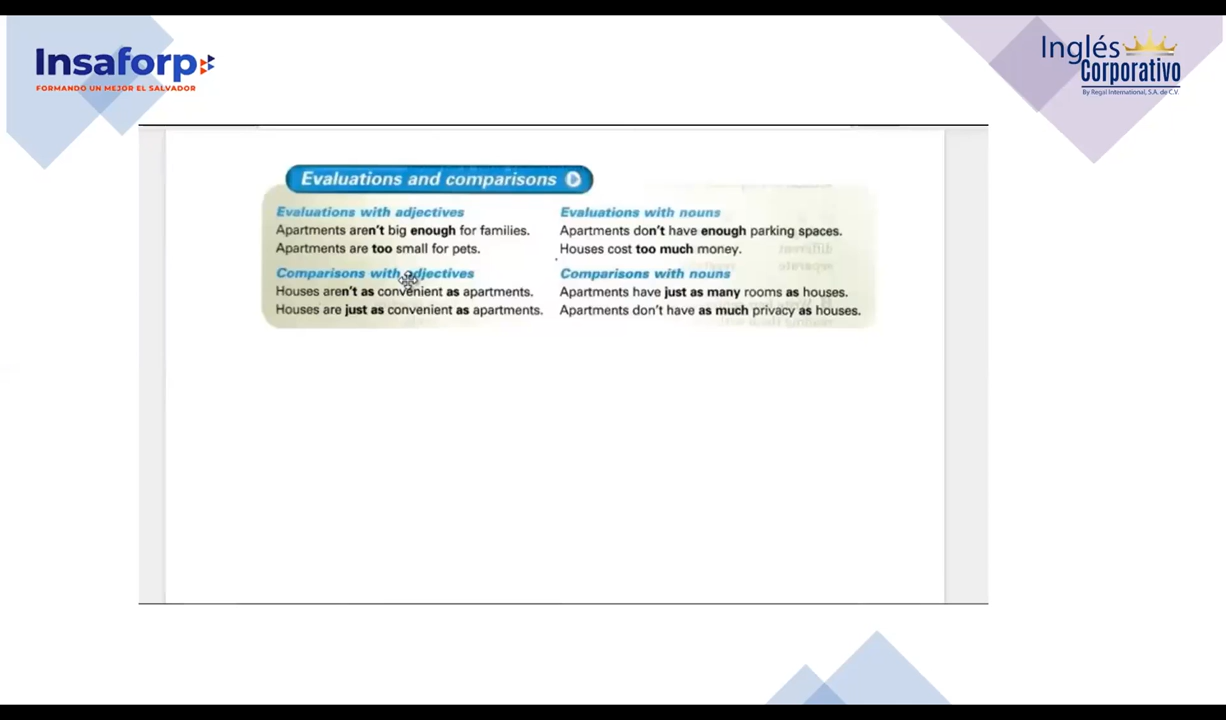 Insaforp
FORMANDO UN MEJOR EL SALVADOR
Inglés
Corporativo
By Regal International, S.A. de C.V.
Evaluations and comparisons
Evaluations with adjectives
Apartments aren't big enough for families.
Apartments are too small for pets.
Comparisons with adjectives
Houses aren't as convenient as apartments.
Houses are just as convenient as apartments.
Evaluations with nouns
Apartments don't have enough parking spaces.
Houses cost too much money.
Comparisons with nouns
Apartments have just as many rooms as houses.
Apartments don't have as much privacy as houses.